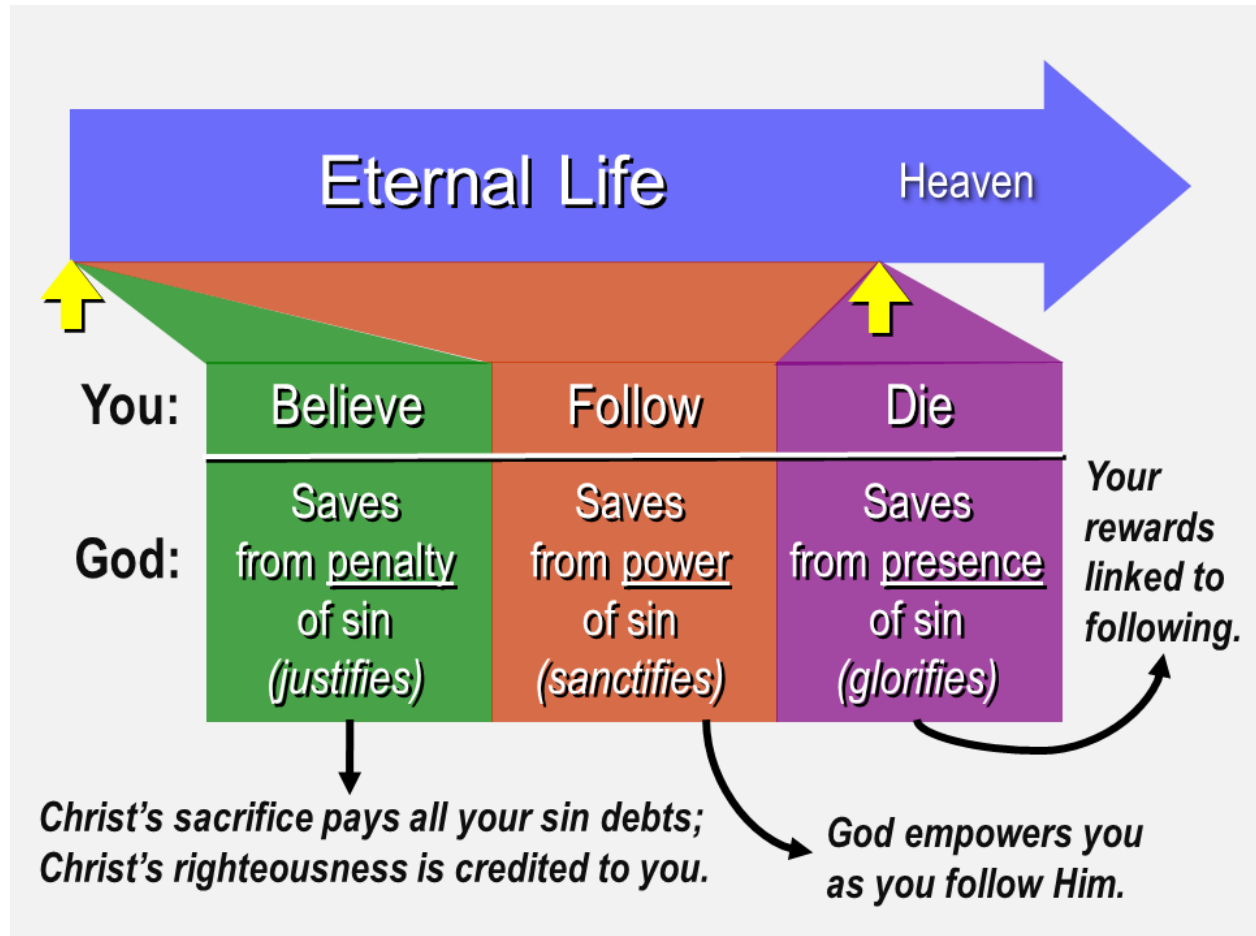 Eternal Life
Heaven
You:
Believe
Follow
Die
God:
Saves
from penalty
of sin
(justifies)
Saves
from power
of sin
(sanctifies)
Saves
from presence
of sin
(glorifies)
Your
rewards
linked to
following.
Christ’s sacrifice pays all your sin debts;
Christ’s righteousness is credited to you.
God empowers you
as you follow Him.